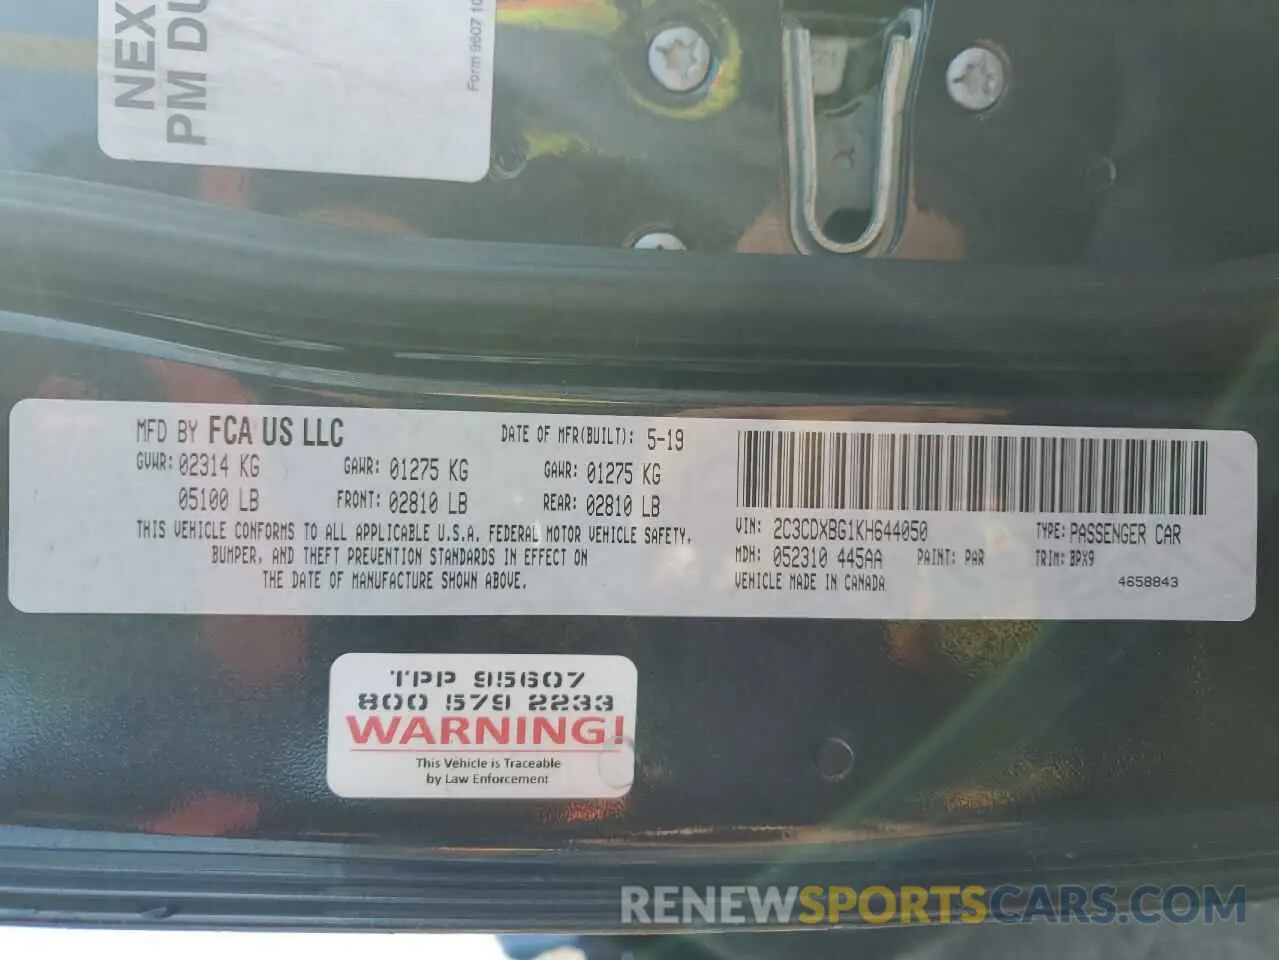 NEX
PM DU
Form 9607 10
MFD BY FCA US LLC
DATE OF MFR(BUILT): 5-19
GVWR: 02314 KG
GAWR: 01275 KG
GAWR: 01275 KG
05100 LB
FRONT: 02810 LB
REAR: 02810 LB
THIS VEHICLE CONFORMS TO ALL APPLICABLE U.S.A. FEDERAL MOTOR VEHICLE SAFETY,
BUMPER, AND THEFT PREVENTION STANDARDS IN EFFECT ON
THE DATE OF MANUFACTURE SHOWN ABOVE.
VIN: 2C3CDXBG1KH644050
TYPE: PASSENGER CAR
MDH: 052310 445AA
PAINT: PAR
TRIM: BPX9
VEHICLE MADE IN CANADA
4658843
TPP 95607
800 579 2233
WARNING!
This Vehicle is Traceable
by Law Enforcement
RENEWSPORTSCARS.COM